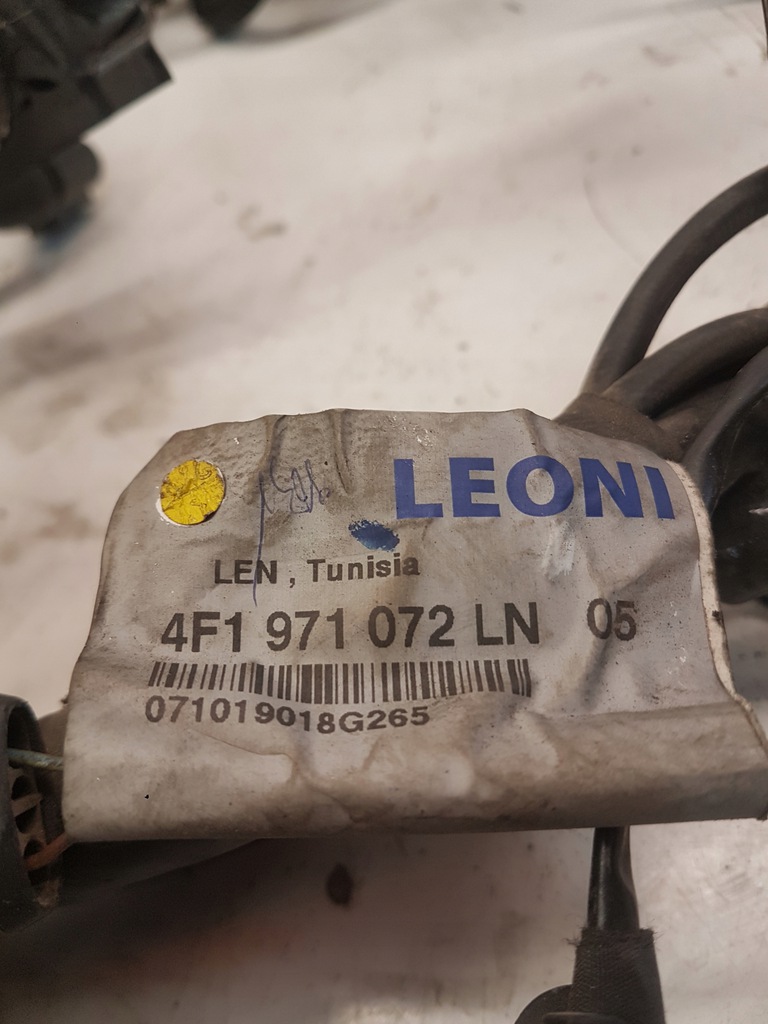 LEONI
LEN , Tunisia
4F1 971 072 LN 05
071019018G265